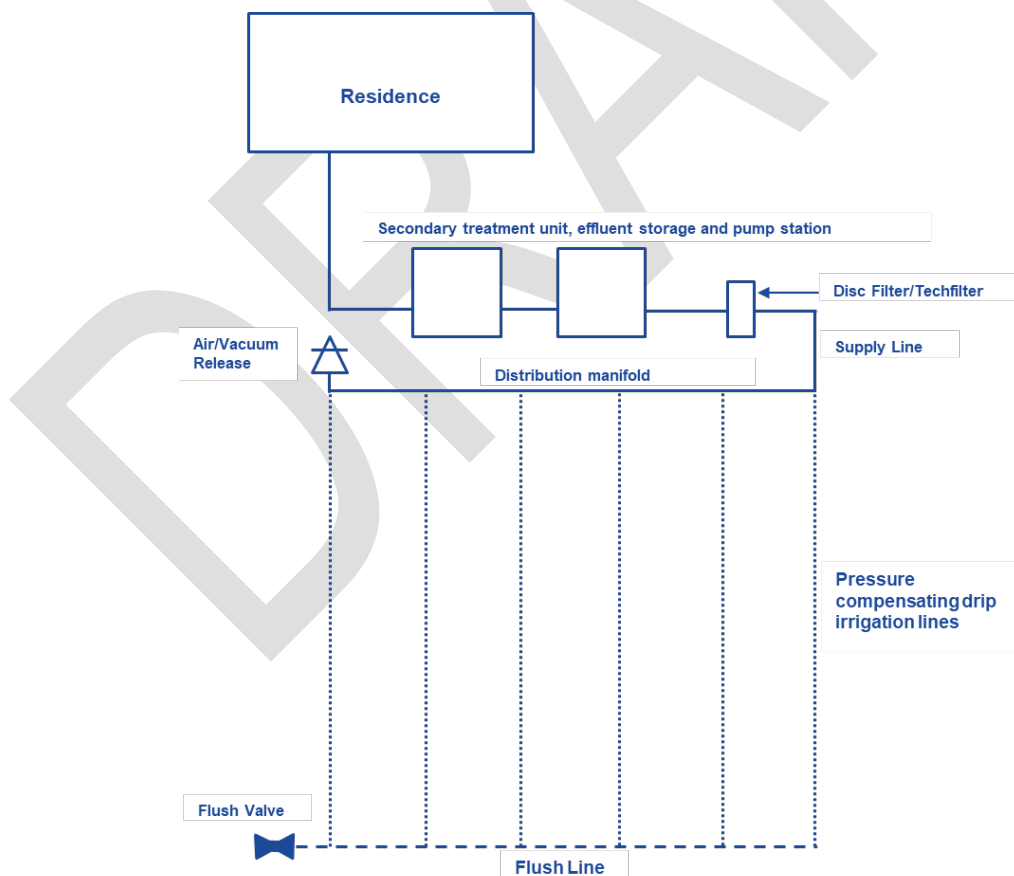 Residence
Secondary treatment unit, effluent storage and pump station
Disc Filter/Techfilter
Air/Vacuum
Release
Supply Line
Distribution manifold
Pressure
compensating drip
irrigation lines
Flush Valve
Flush Line